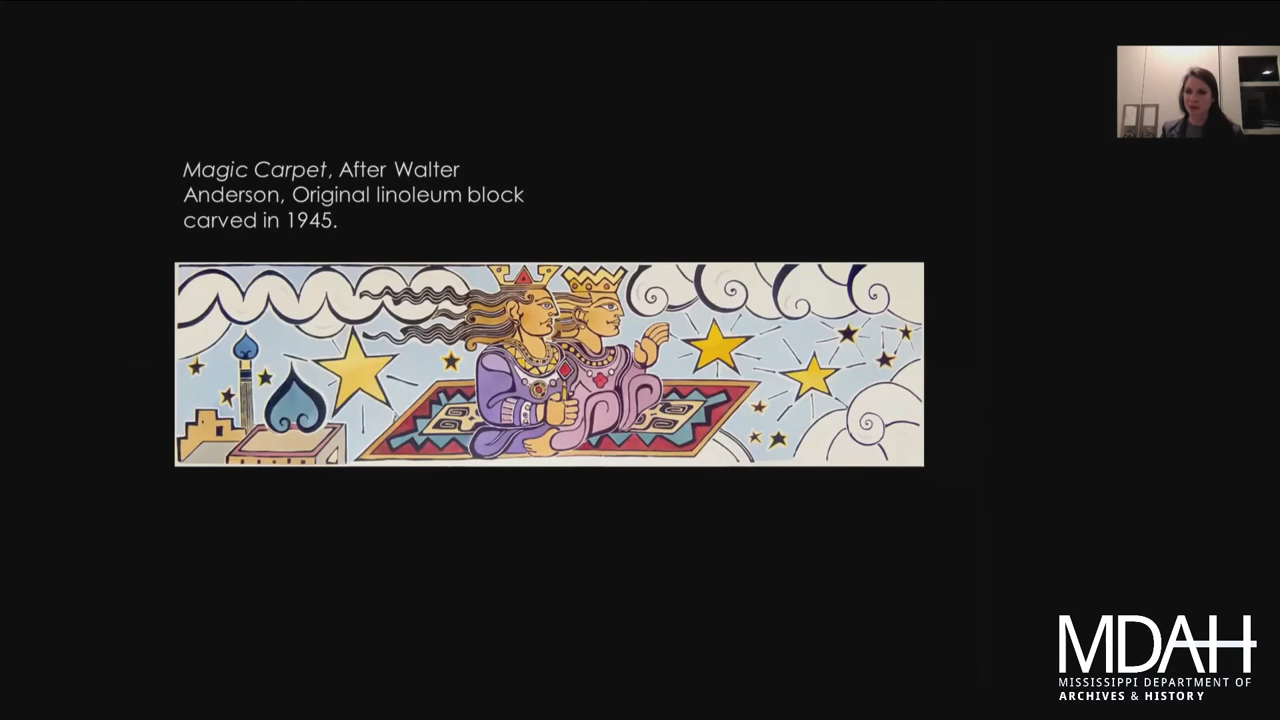 Magic Carpet, After Walter
Anderson, Original linoleum block
carved in 1945.
MDAH
MISSISSIPPI DEPARTMENT OF
ARCHIVES & HISTORY